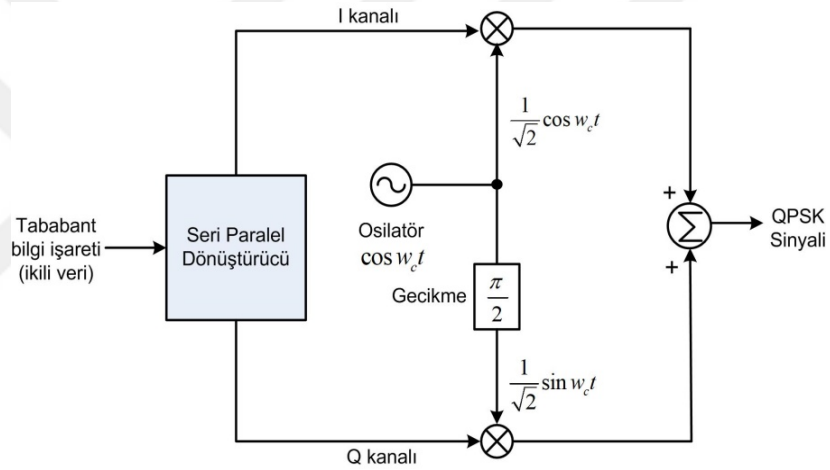 I kanalı
1/√2 cos w_c t
Tababant
bilgi işareti
(ikili veri)
Seri Paralel
Dönüştürücü
Osilatör
cos w_c t
Gecikme
π/2
+
Σ
+
QPSK
Sinyali
1/√2 sin w_c t
Q kanalı